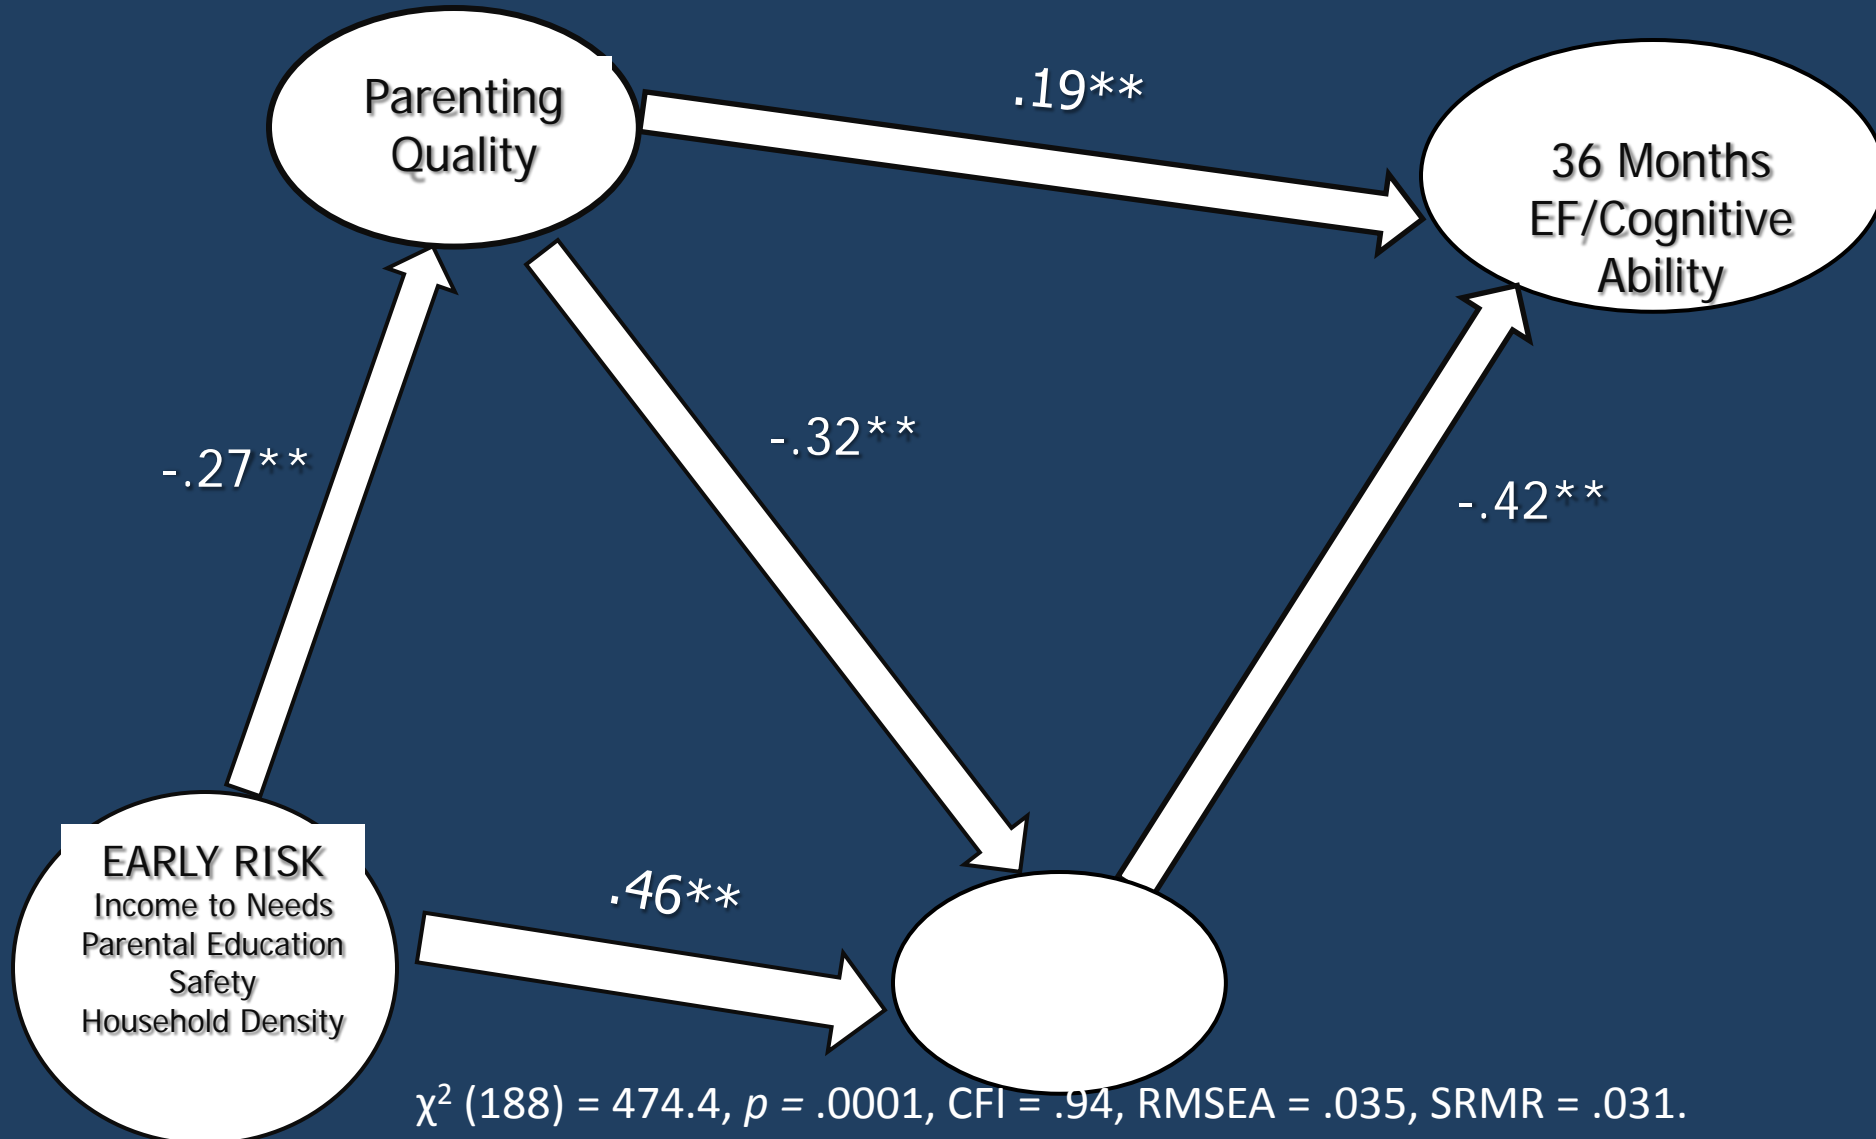 Parenting
Quality
.19**
36 Months
EF/Cognitive
Ability
-.27**
-.32**
-.42**
EARLY RISK
Income to Needs
Parental Education
Safety
Household Density
.46**
χ² (188) = 474.4, p = .0001, CFI = .94, RMSEA = .035, SRMR = .031.